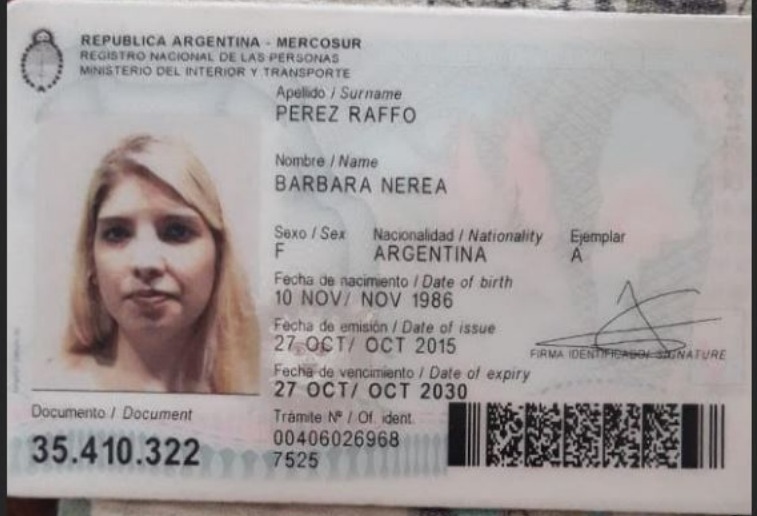 REPUBLICA ARGENTINA - MERCOSUR
REGISTRO NACIONAL DE LAS PERSONAS
MINISTERIO DEL INTERIOR Y TRANSPORTE
Apellido / Surname
PEREZ RAFFO
Nombre / Name
BARBARA NEREA
Sexo / Sex Nacionalidad / Nationality Ejemplar
F ARGENTINA A
Fecha de nacimiento / Date of birth
10 NOV/ NOV 1986
Fecha de emisión / Date of issue
27 OCT/ OCT 2015
FIRMA IDENTIFICADO/ SIGNATURE
Fecha de vencimiento / Date of expiry
27 OCT/ OCT 2030
Documento / Document
35.410.322
Trámite Nº / Of. ident.
00406026968
7525